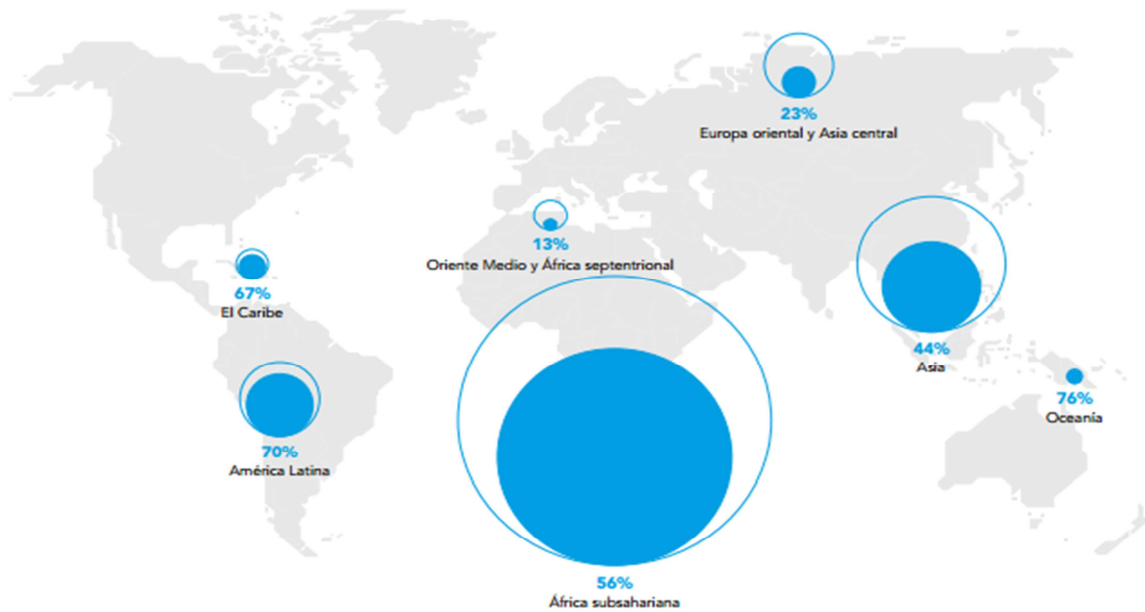 23%
Europa oriental y Asia central
13%
Oriente Medio y África septentrional
67%
El Caribe
44%
Asia
76%
Oceanía
70%
América Latina
56%
África subsahariana